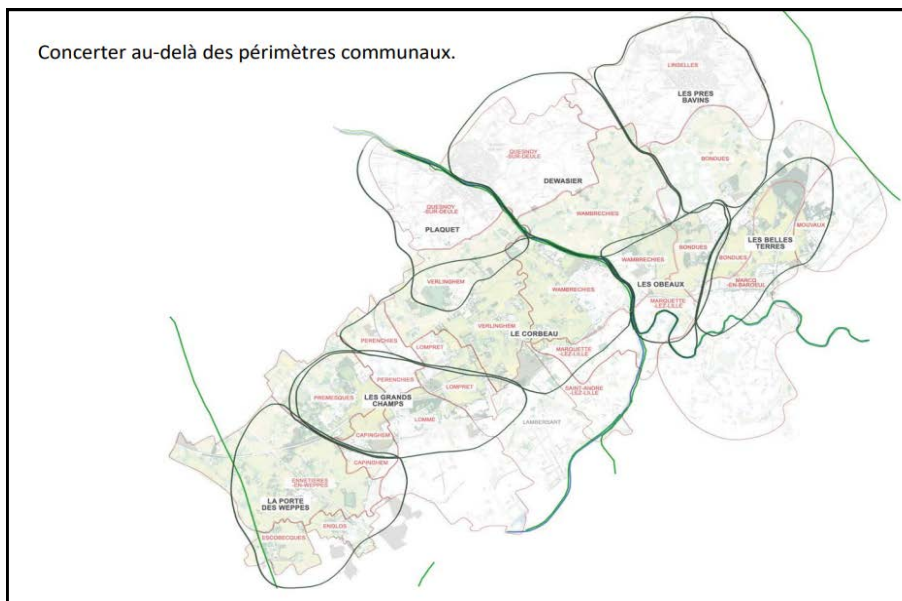 Concerter au-delà des périmètres communaux.
LINSELLES
LES PRES
BAVINS
QUESNOY
-SUR-DEULE
BONDUES
DEWASIER
QUESNOY
-SUR-DEULE
WAMBRECHIES
MOUVAUX
PLAQUET
LES BELLES
TERRES
BONDUES
WAMBRECHIES
BONDUES
VERLINGHEM
LES OBEAUX
MARCQ
-EN-BAROEUL
WAMBRECHIES
MARQUETTE
-LEZ-LILLE
VERLINGHEM
LE CORBEAU
PERENCHIES
LOMPRET
MARQUETTE
-LEZ-LILLE
PERENCHIES
LOMPRET
SAINT-ANDRE
-LEZ-LILLE
PREMESQUES
LES GRANDS
CHAMPS
LOMME
LAMBERSART
CAPINGHEM
CAPINGHEM
ENNETIERES
-EN-WEPPES
LA PORTE
DES WEPPES
ENGLOS
ESCOBECQUES